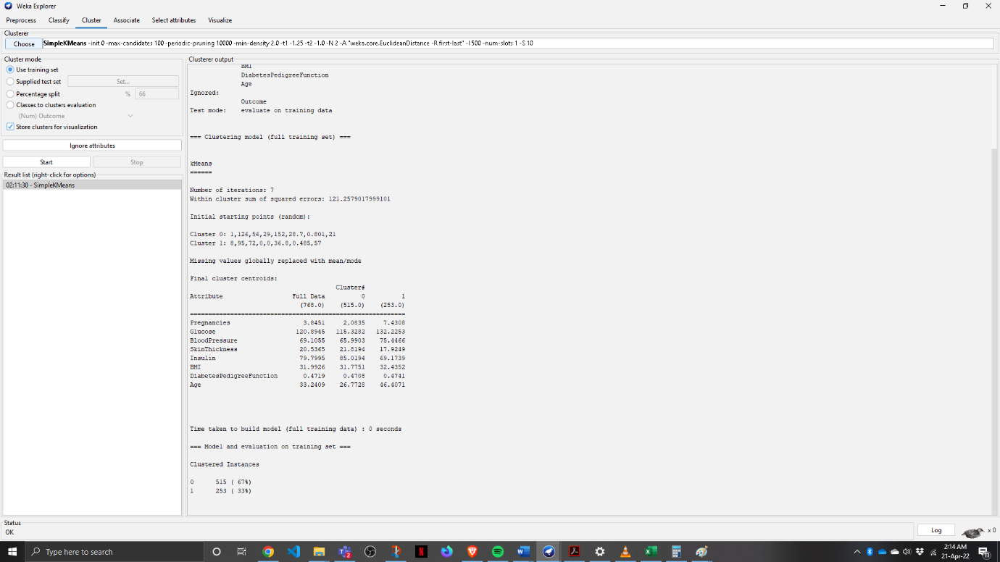 Weka Explorer
Preprocess Classify Cluster Associate Select attributes Visualize
Clusterer
Choose SimpleKMeans -init 0 -max-candidates 100 -periodic-pruning 10000 -min-density 2.0 -t1 -1.25 -t2 -1.0 -N 2 -A "weka.core.EuclideanDistance -R first-last" -I 500 -num-slots 1 -S 10
Cluster mode
Use training set
Supplied test set Set...
Percentage split % 66
Classes to clusters evaluation
(Num) Outcome
Store clusters for visualization
Ignore attributes
Start Stop
Result list (right-click for options)
02:11:30 - SimpleKMeans
Clusterer output
BMI
DiabetesPedigreeFunction
Age
Ignored:
Outcome
Test mode: evaluate on training data
=== Clustering model (full training set) ===
kMeans
======
Number of iterations: 7
Within cluster sum of squared errors: 121.2579017999101
Initial starting points (random):
Cluster 0: 1,126,56,29,152,28.7,0.801,21
Cluster 1: 8,95,72,0,0,36.8,0.485,57
Missing values globally replaced with mean/mode
Final cluster centroids:
Cluster#
Attribute Full Data 0 1
(768.0) (515.0) (253.0)
==========================================================
Pregnancies 3.8451 2.0835 7.4308
Glucose 120.8945 115.3282 132.2253
BloodPressure 69.1055 65.9903 75.4466
SkinThickness 20.5365 21.8194 17.9249
Insulin 79.7995 85.0194 69.1739
BMI 31.9926 31.7751 32.4352
DiabetesPedigreeFunction 0.4719 0.4708 0.4741
Age 33.2409 26.7728 46.4071
Time taken to build model (full training data) : 0 seconds
=== Model and evaluation on training set ===
Clustered Instances
0 515 ( 67%)
1 253 ( 33%)
Status
OK
Log x 0
Type here to search
2:14 AM
21-Apr-22